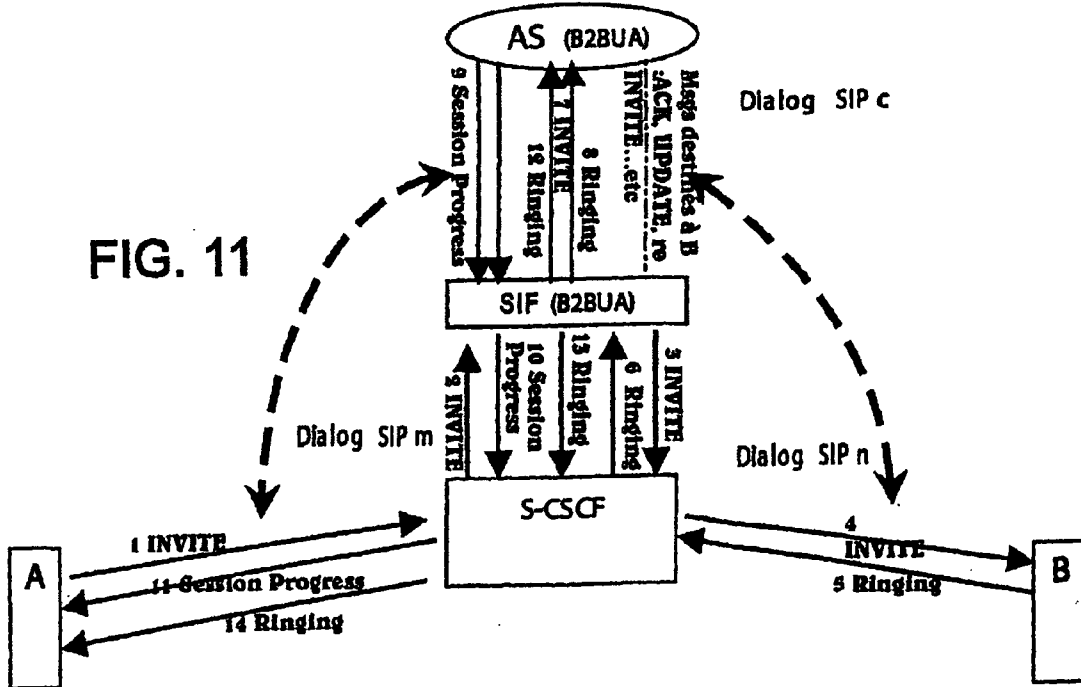 AS (B2BUA)
9 Session Progress
12 Ringing
7 INVITE
8 Ringing
Msgs destinés à B
:ACK, UPDATE, re
INVITE...etc
Dialog SIP c
FIG. 11
SIF (B2BUA)
2 INVITE
10 Session
Progress
13 Ringing
6 Ringing
3 INVITE
Dialog SIP m
Dialog SIP n
S-CSCF
A
1 INVITE
11 Session Progress
14 Ringing
4
INVITE
5 Ringing
B